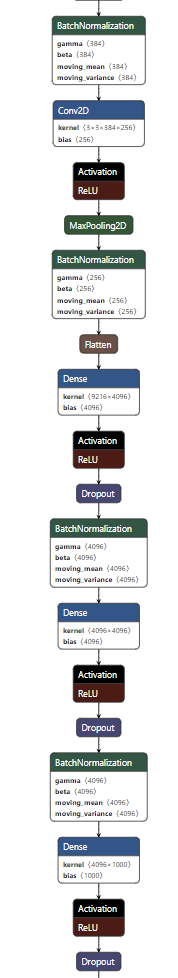 BatchNormalization
gamma ⟨384⟩
beta ⟨384⟩
moving_mean ⟨384⟩
moving_variance ⟨384⟩
Conv2D
kernel ⟨3×3×384×256⟩
bias ⟨256⟩
Activation
ReLU
MaxPooling2D
BatchNormalization
gamma ⟨256⟩
beta ⟨256⟩
moving_mean ⟨256⟩
moving_variance ⟨256⟩
Flatten
Dense
kernel ⟨9216×4096⟩
bias ⟨4096⟩
Activation
ReLU
Dropout
BatchNormalization
gamma ⟨4096⟩
beta ⟨4096⟩
moving_mean ⟨4096⟩
moving_variance ⟨4096⟩
Dense
kernel ⟨4096×4096⟩
bias ⟨4096⟩
Activation
ReLU
Dropout
BatchNormalization
gamma ⟨4096⟩
beta ⟨4096⟩
moving_mean ⟨4096⟩
moving_variance ⟨4096⟩
Dense
kernel ⟨4096×1000⟩
bias ⟨1000⟩
Activation
ReLU
Dropout